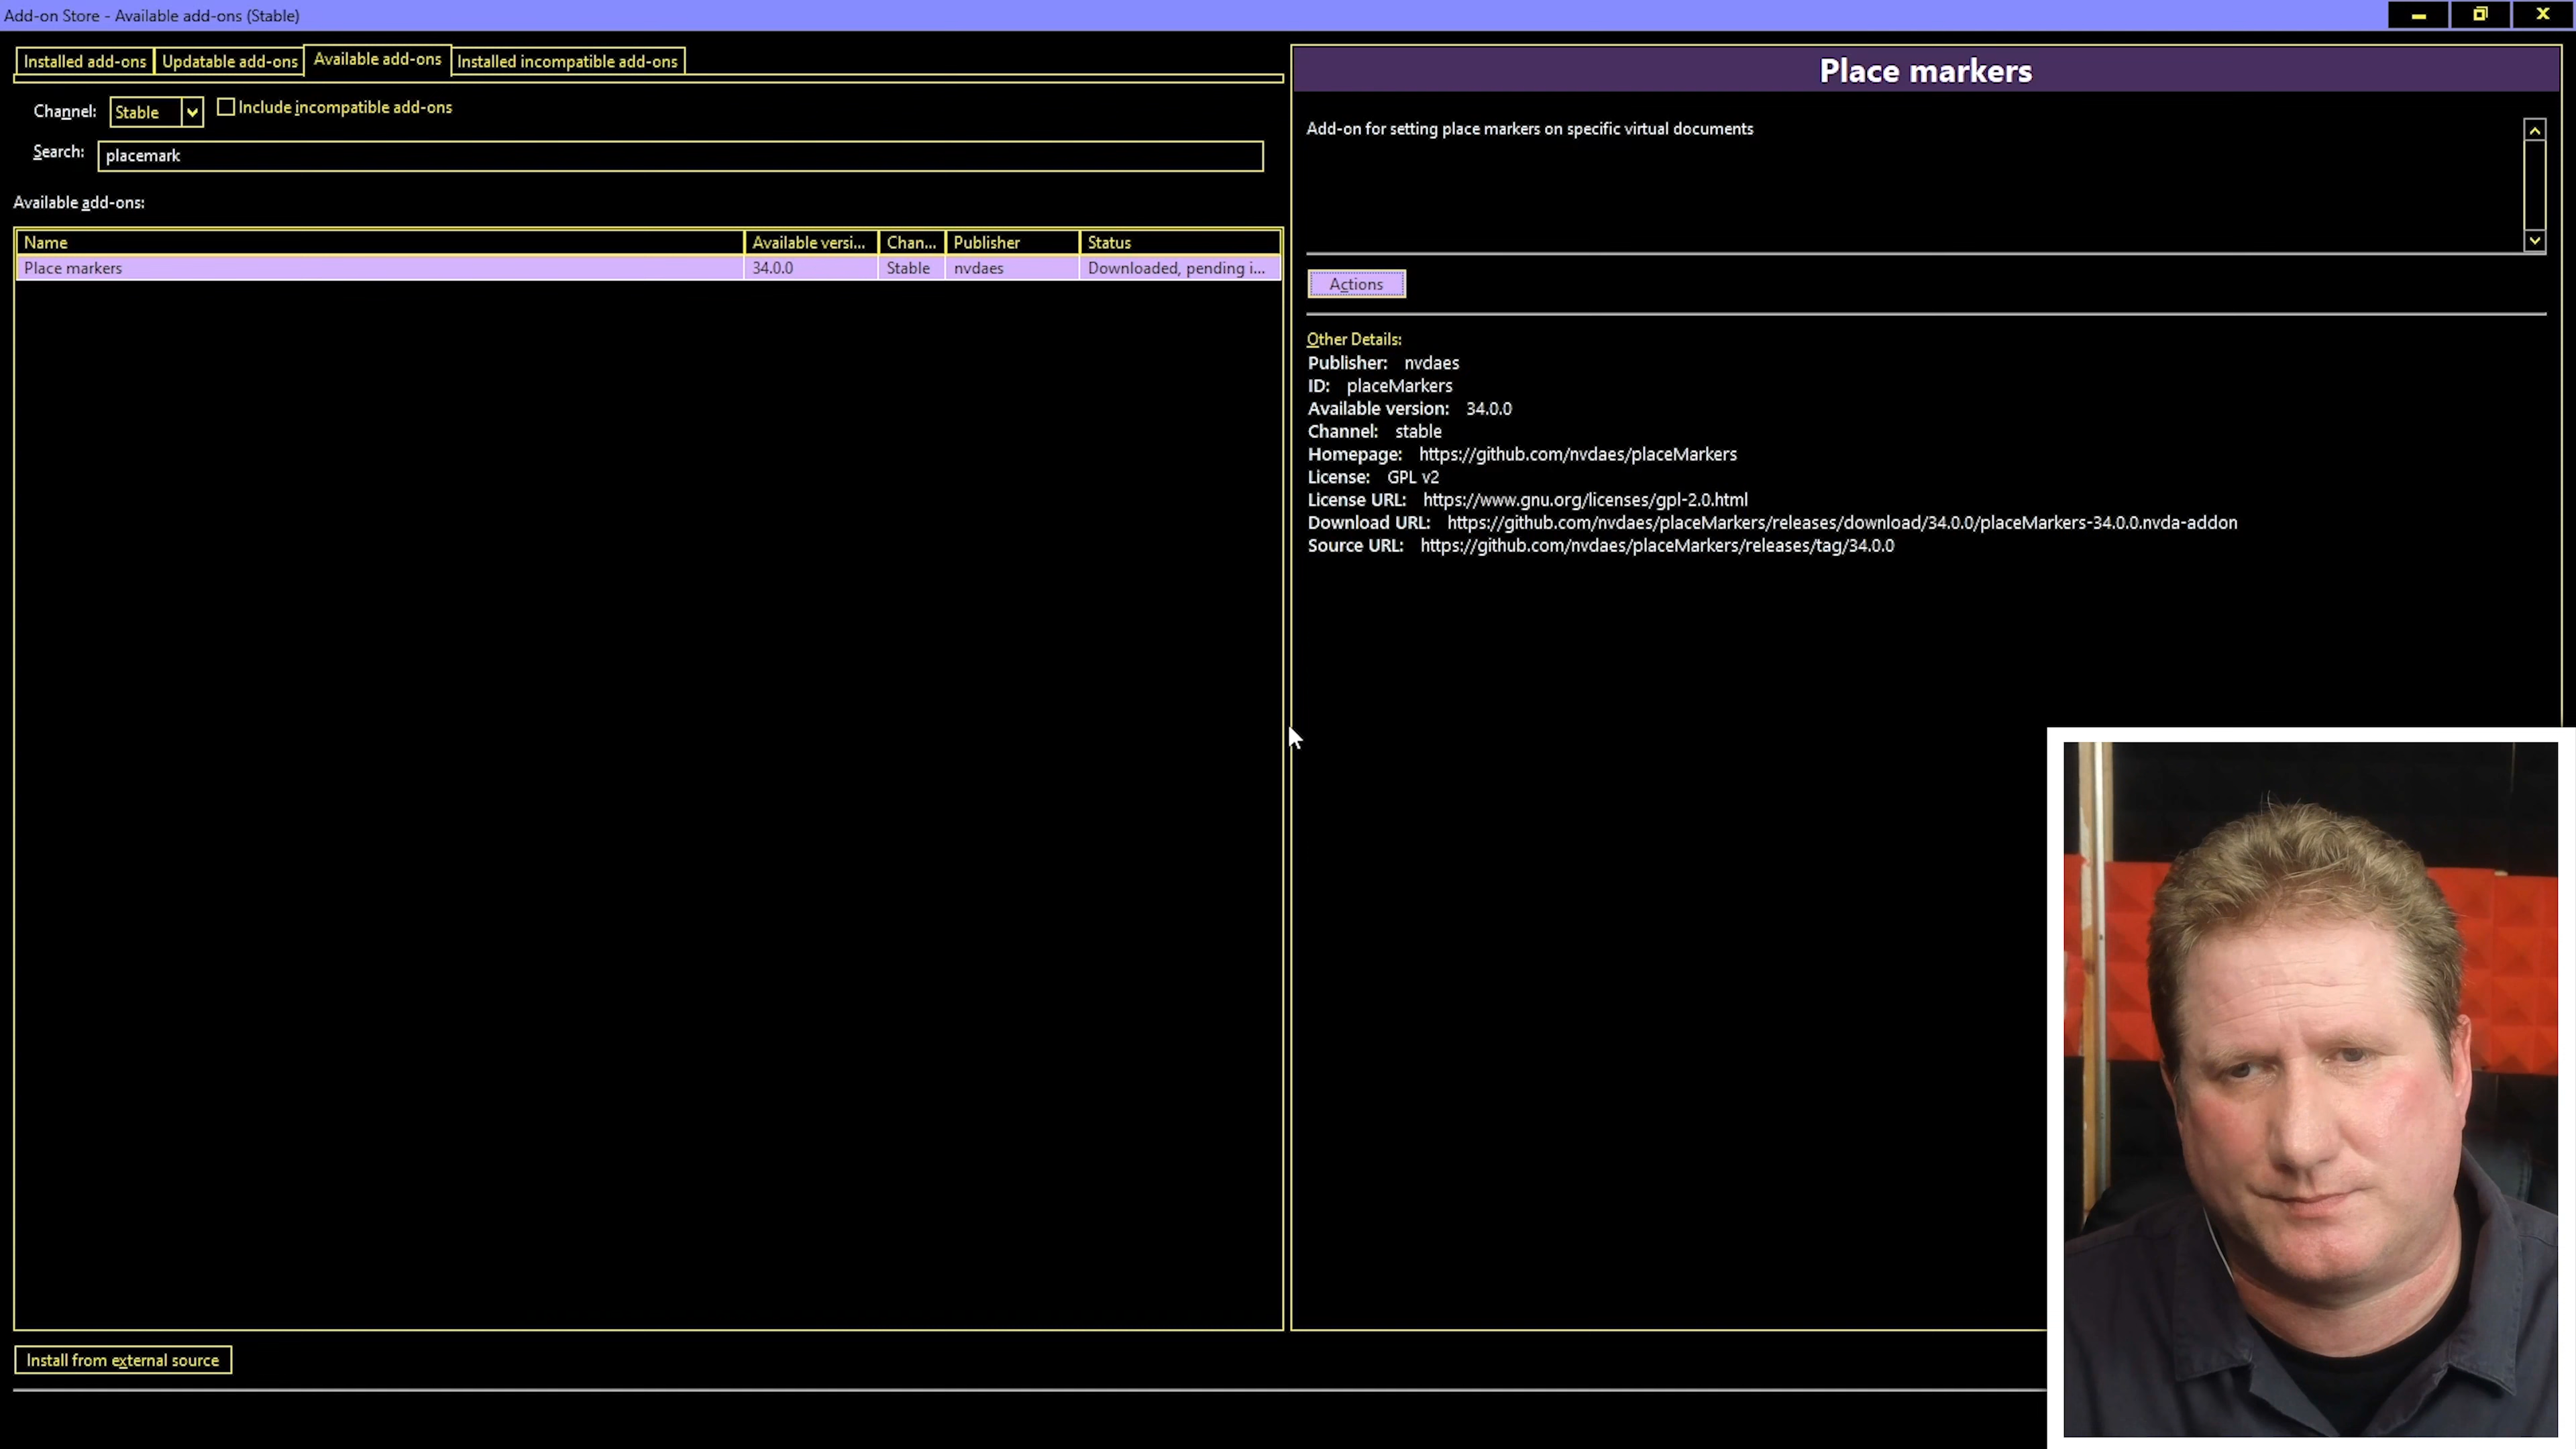 Add-on Store - Available add-ons (Stable)
Installed add-ons
Updatable add-ons
Available add-ons
Installed incompatible add-ons
Channel: Stable
Include incompatible add-ons
Search: placemark
Available add-ons:
Name Available versi... Chan... Publisher Status
Place markers 34.0.0 Stable nvdaes Downloaded, pending i...
Install from external source
Place markers
Add-on for setting place markers on specific virtual documents
Actions
Other Details:
Publisher: nvdaes
ID: placeMarkers
Available version: 34.0.0
Channel: stable
Homepage: https://github.com/nvdaes/placeMarkers
License: GPL v2
License URL: https://www.gnu.org/licenses/gpl-2.0.html
Download URL: https://github.com/nvdaes/placeMarkers/releases/download/34.0.0/placeMarkers-34.0.0.nvda-addon
Source URL: https://github.com/nvdaes/placeMarkers/releases/tag/34.0.0